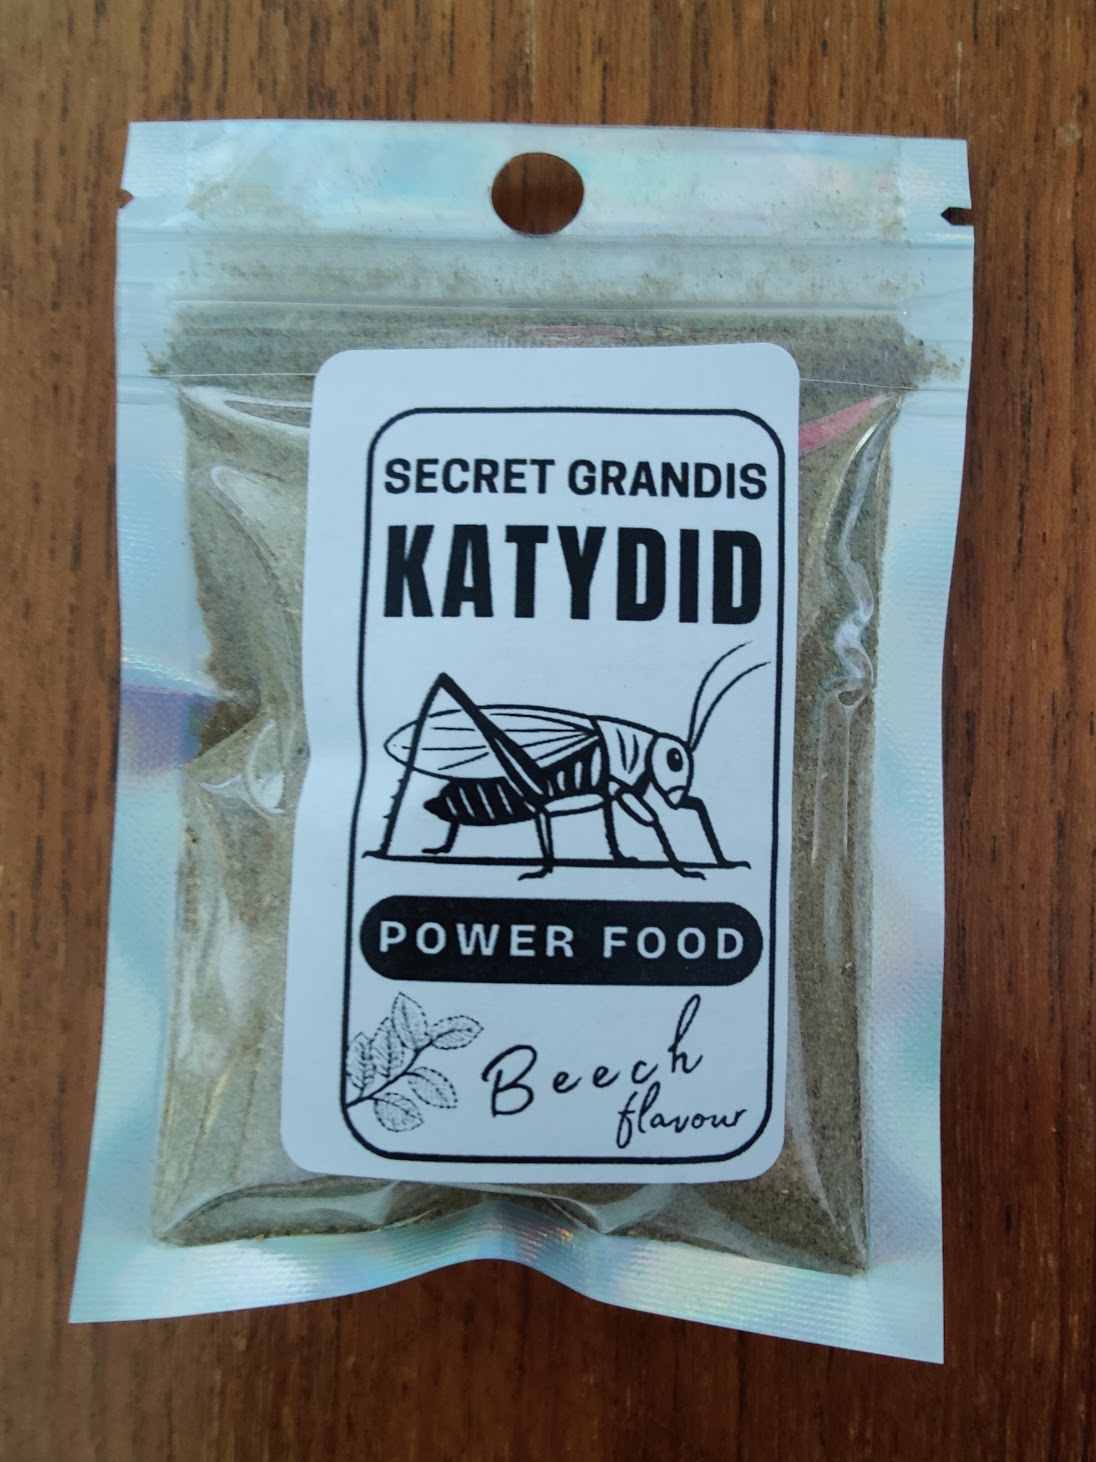 SECRET GRANDIS
KATYDID
POWER FOOD
Beech
flavour